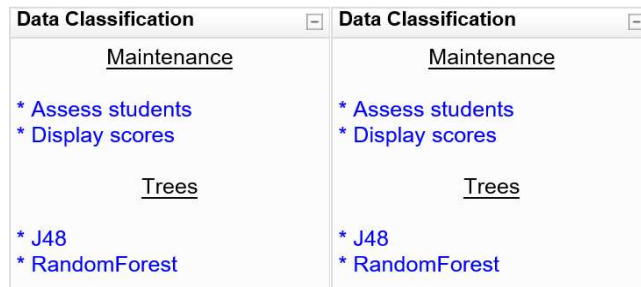 Data Classification
Maintenance
* Assess students
* Display scores
Trees
* J48
* RandomForest
Data Classification
Maintenance
* Assess students
* Display scores
Trees
* J48
* RandomForest